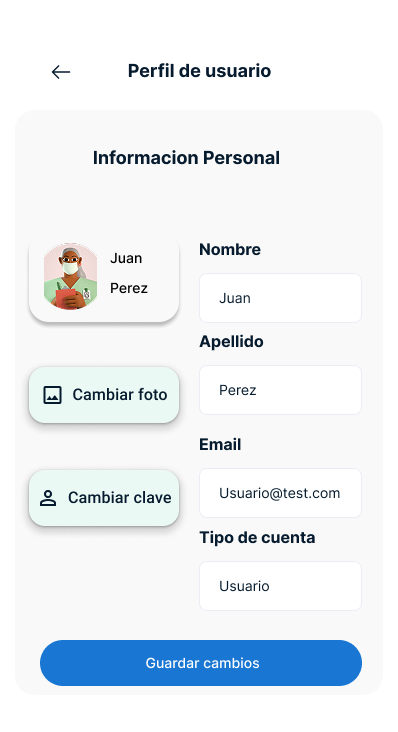 Perfil de usuario
Informacion Personal
Juan
Perez
Cambiar foto
Cambiar clave
Nombre
Juan
Apellido
Perez
Email
Usuario@test.com
Tipo de cuenta
Usuario
Guardar cambios